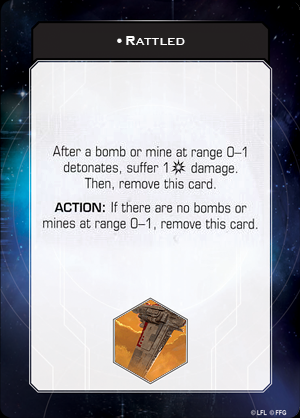 • RATTLED
After a bomb or mine at range 0–1
detonates, suffer 1 damage.
Then, remove this card.
ACTION: If there are no bombs or
mines at range 0–1, remove this card.
©LFL ©FFG